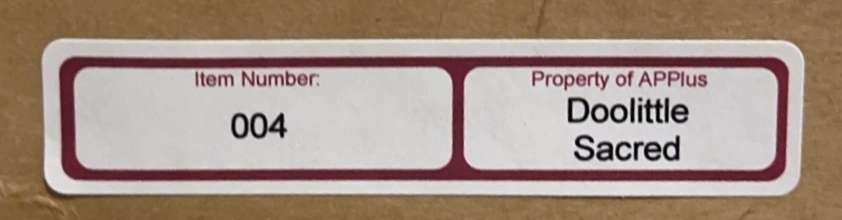 Item Number:
004
Property of APPlus
Doolittle
Sacred